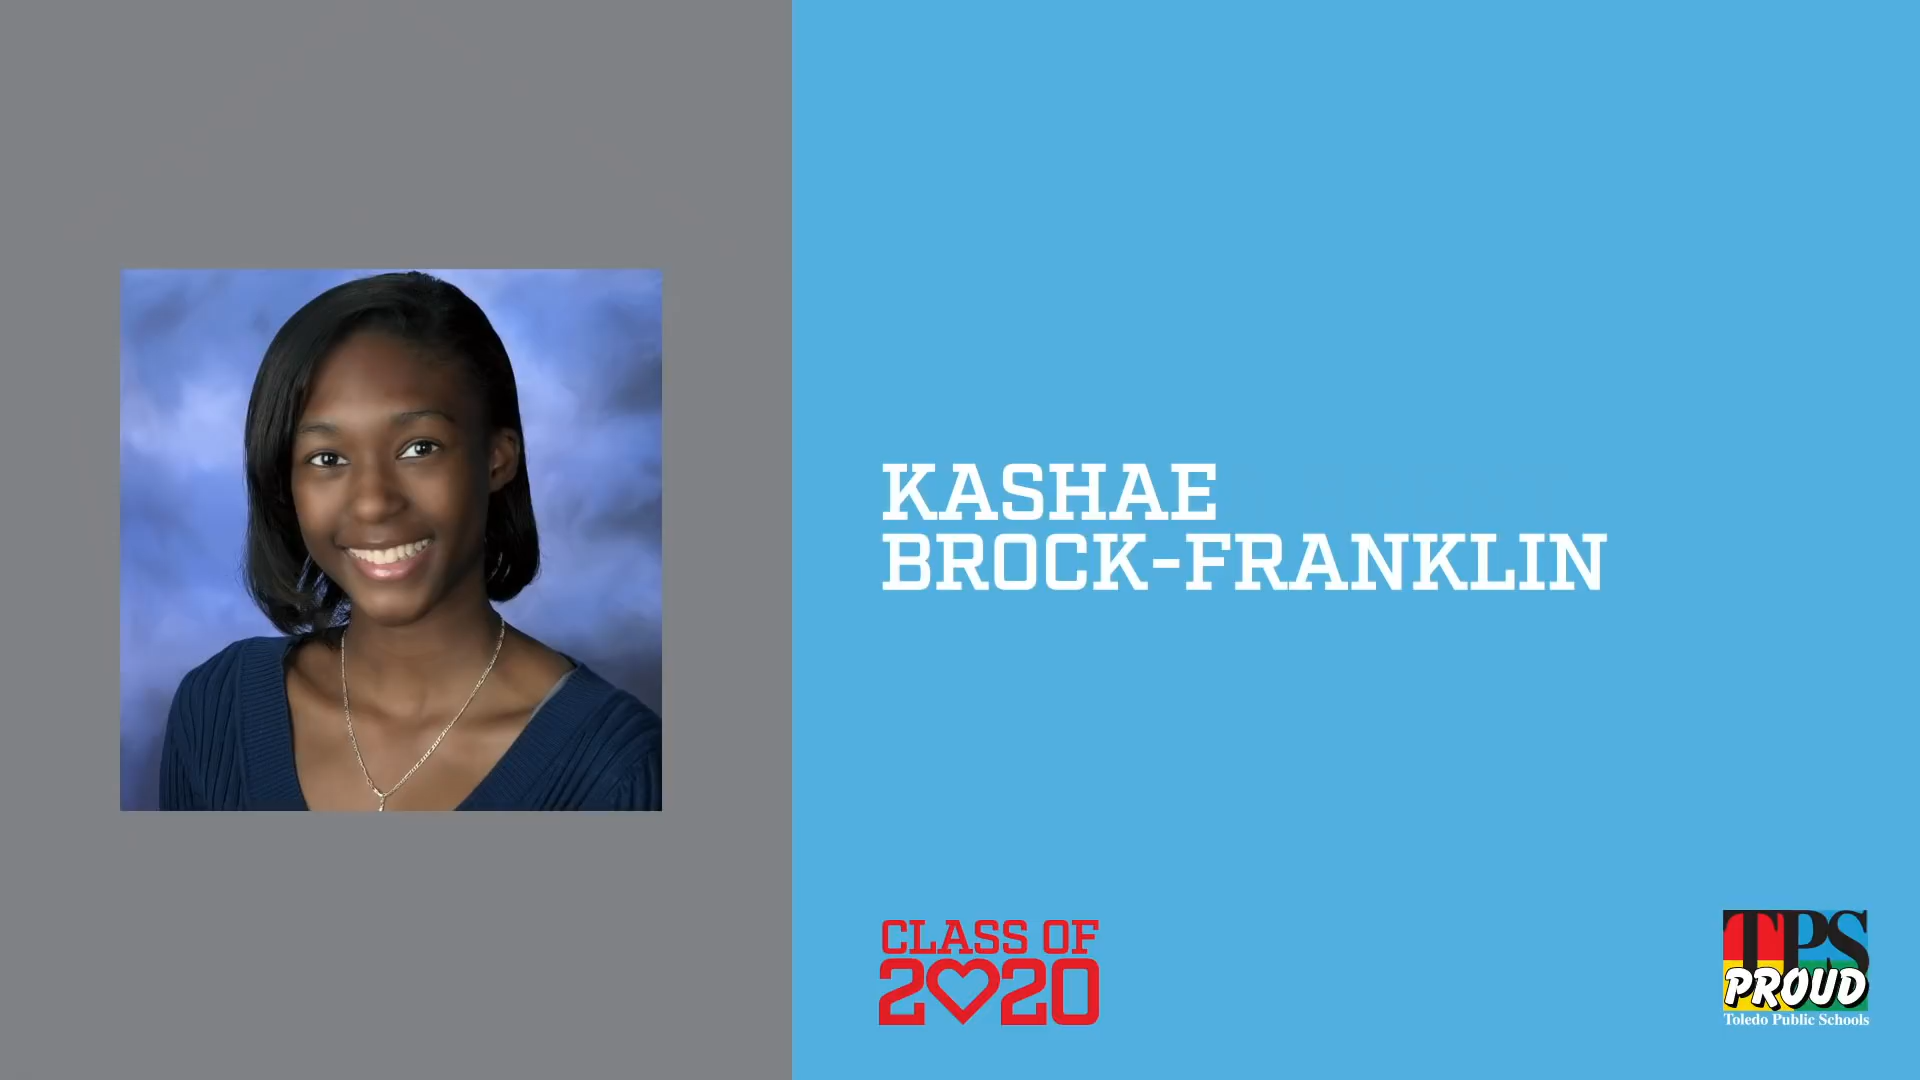 KASHAE
BROCK-FRANKLIN
CLASS OF
2020
TPS
PROUD
Toledo Public Schools